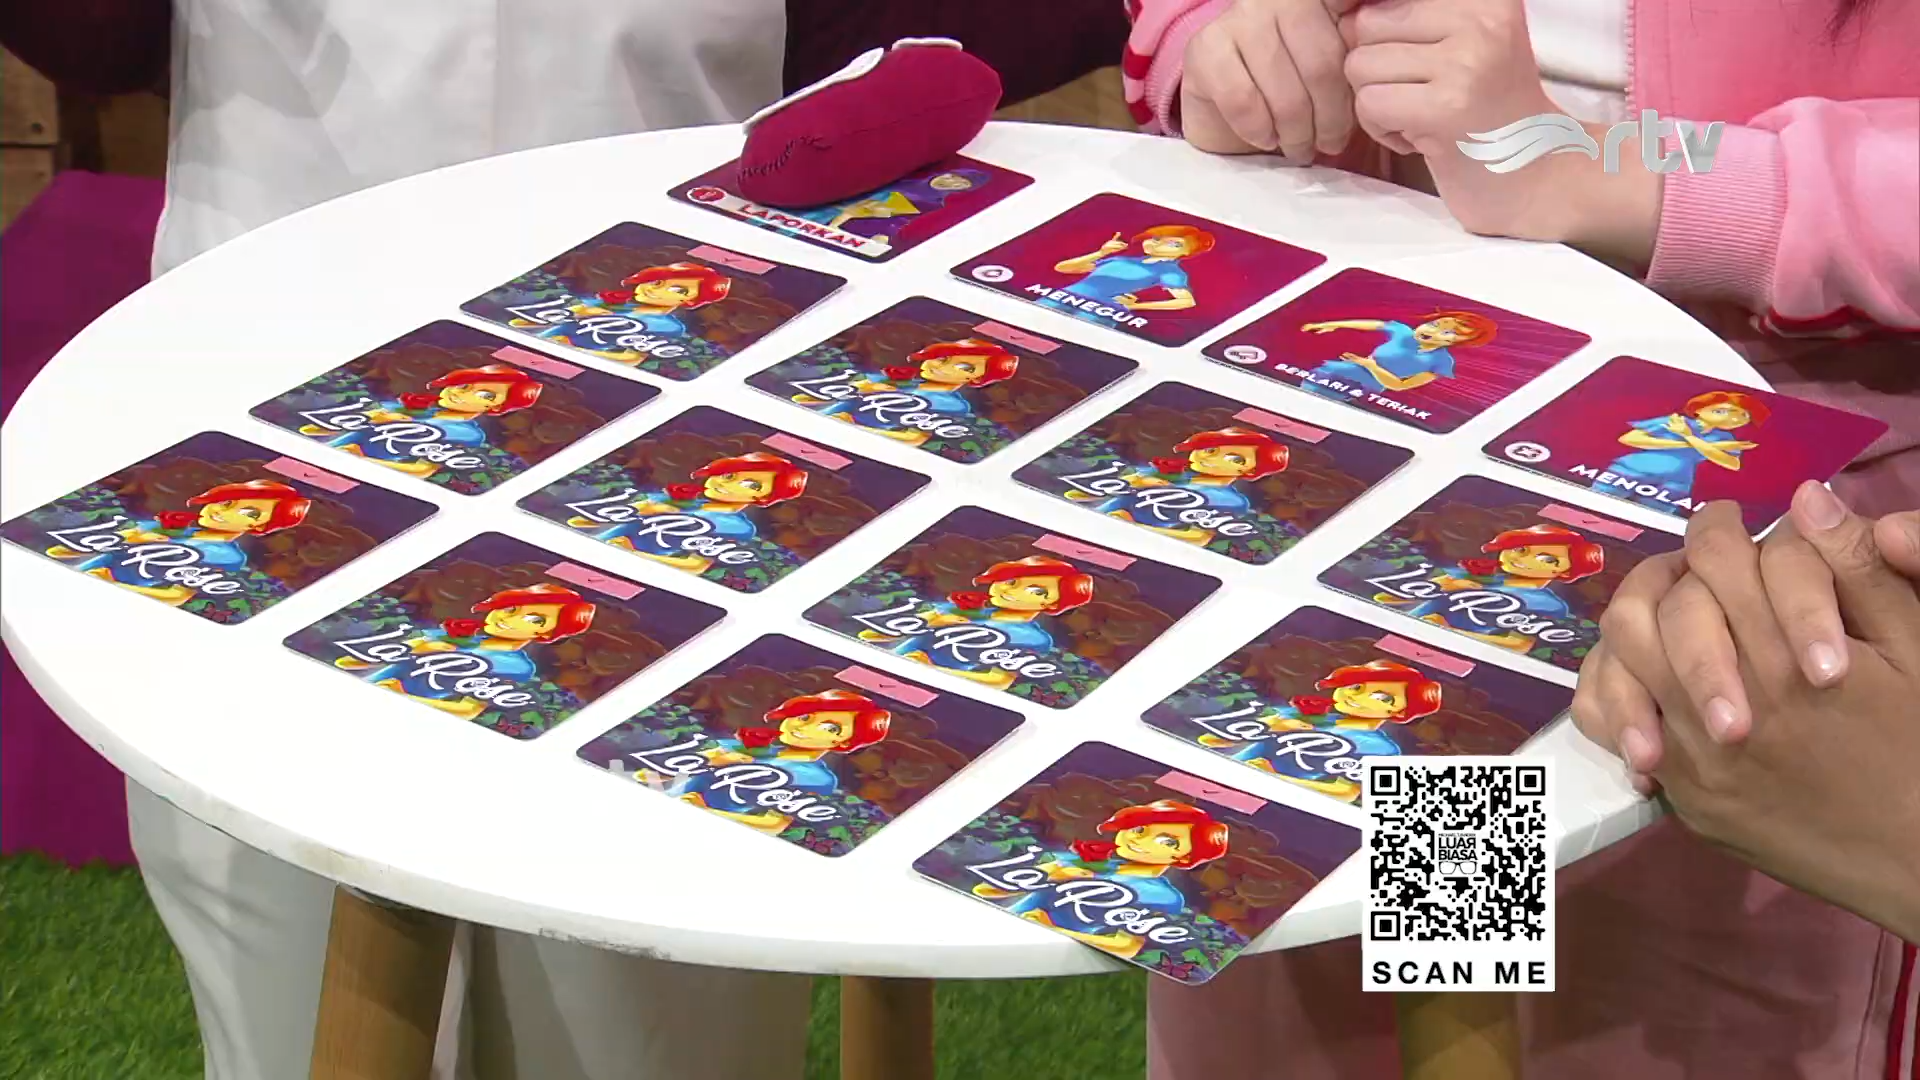 rtv
LAPORKAN
MENEGUR
BERLARI & TERIAK
MENOLAK
La Rose
La Rose
La Rose
La Rose
La Rose
La Rose
La Rose
La Rose
La Rose
La Rose
La Rose
La Rose
LUAR
BIASA
SCAN ME